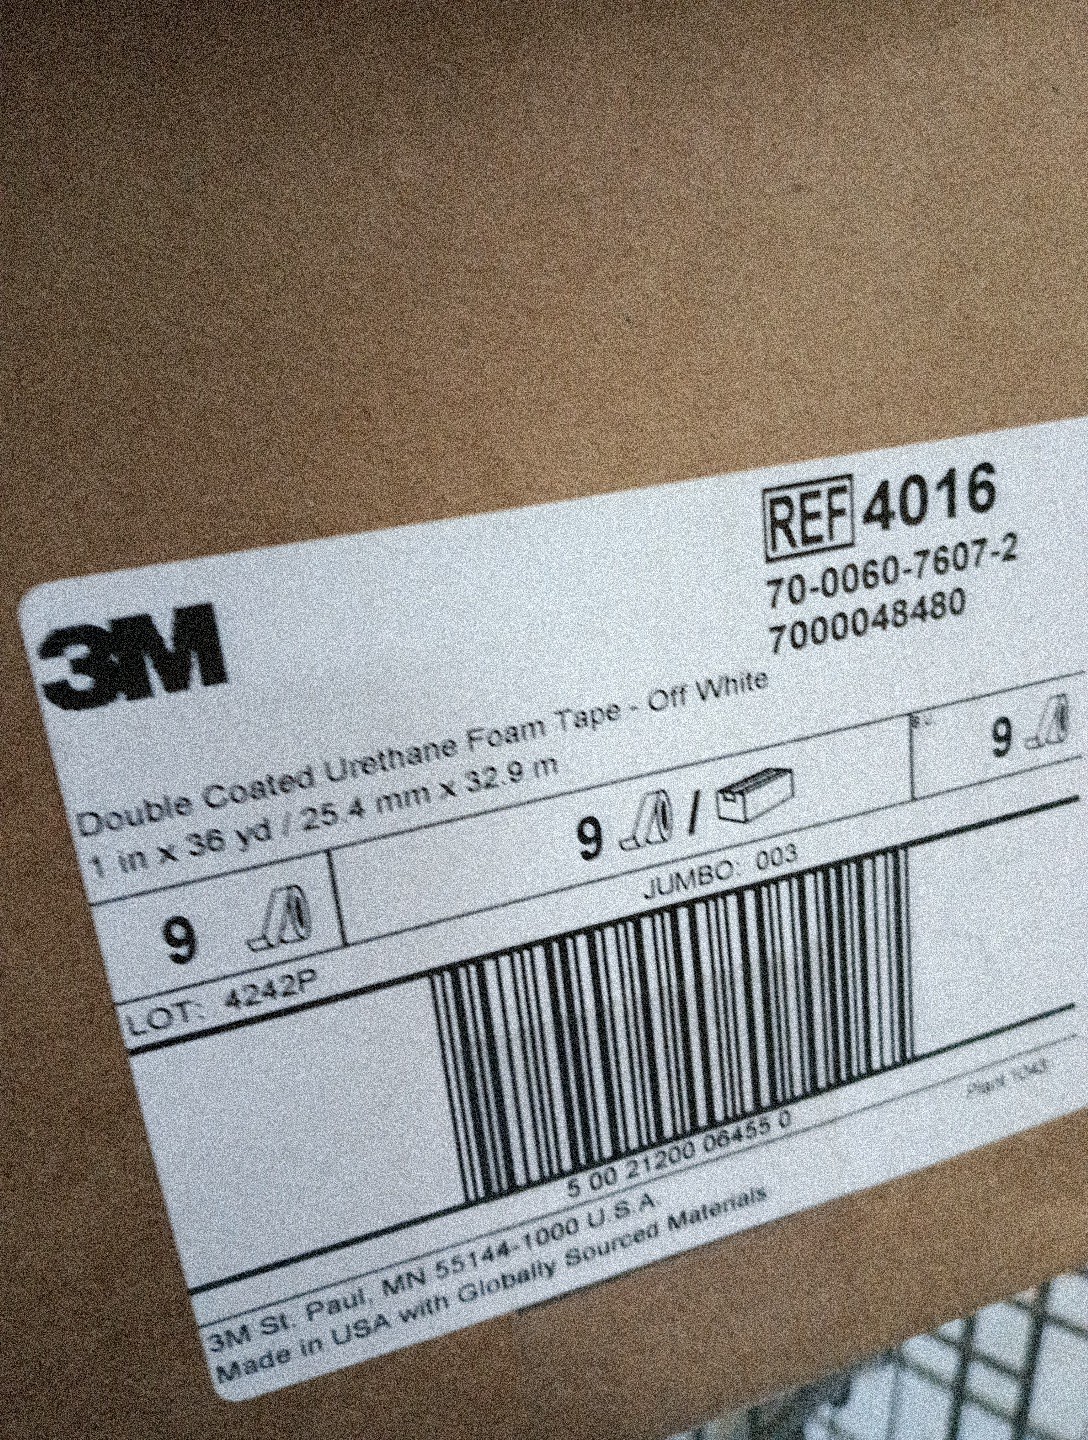 REF 4016
70-0060-7607-2
7000048480
3M
Double Coated Urethane Foam Tape - Off White
1 in x 36 yd / 25.4 mm x 32.9 m
9 9 / 9
LOT: 4242P JUMBO: 003
5 00 21200 06455 0
Plant 1043
3M St. Paul, MN 55144-1000 U.S.A.
Made in USA with Globally Sourced Materials